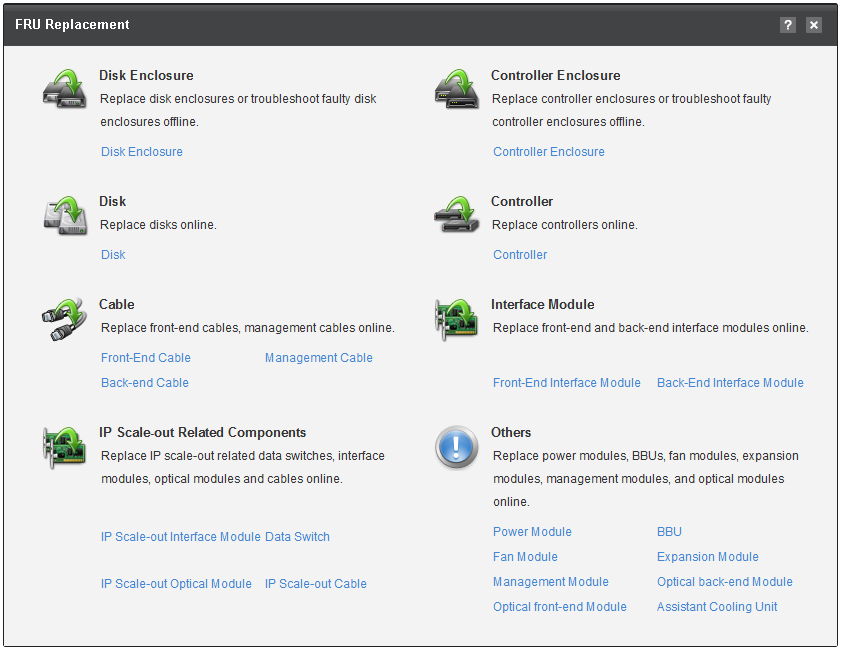 FRU Replacement
?
Disk Enclosure
Replace disk enclosures or troubleshoot faulty disk
enclosures offline.
Disk Enclosure
Controller Enclosure
Replace controller enclosures or troubleshoot faulty
controller enclosures offline.
Controller Enclosure
Disk
Replace disks online.
Disk
Controller
Replace controllers online.
Controller
Cable
Replace front-end cables, management cables online.
Front-End Cable Management Cable
Back-end Cable
Interface Module
Replace front-end and back-end interface modules online.
Front-End Interface Module Back-End Interface Module
IP Scale-out Related Components
Replace IP scale-out related data switches, interface
modules, optical modules and cables online.
IP Scale-out Interface Module Data Switch
IP Scale-out Optical Module IP Scale-out Cable
Others
Replace power modules, BBUs, fan modules, expansion
modules, management modules, and optical modules
online.
Power Module BBU
Fan Module Expansion Module
Management Module Optical back-end Module
Optical front-end Module Assistant Cooling Unit